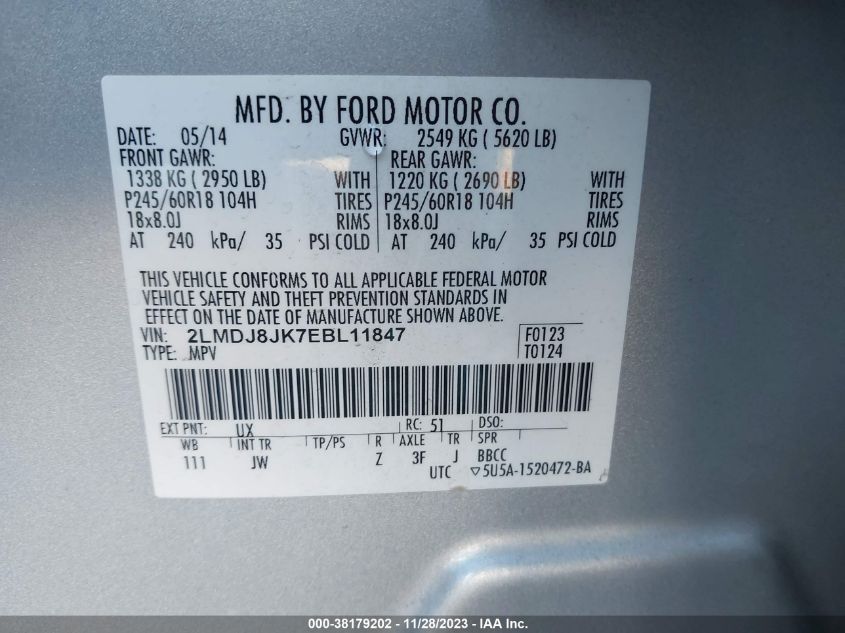 MFD. BY FORD MOTOR CO.
DATE: 05/14 GVWR: 2549 KG ( 5620 LB)
FRONT GAWR: REAR GAWR:
1338 KG ( 2950 LB) WITH 1220 KG ( 2690 LB) WITH
P245/60R18 104H TIRES P245/60R18 104H TIRES
18x8.0J RIMS 18x8.0J RIMS
AT 240 kPa/ 35 PSI COLD AT 240 kPa/ 35 PSI COLD
THIS VEHICLE CONFORMS TO ALL APPLICABLE FEDERAL MOTOR
VEHICLE SAFETY AND THEFT PREVENTION STANDARDS IN
EFFECT ON THE DATE OF MANUFACTURE SHOWN ABOVE.
VIN: 2LMDJ8JK7EBL11847 F0123
TYPE: MPV T0124
EXT PNT: UX RC: 51 DSO:
WB INT TR TP/PS R AXLE TR SPR
111 JW Z 3F J BBCC
UTC ▽5U5A-1520472-BA
000-38179202 - 11/28/2023 - IAA Inc.